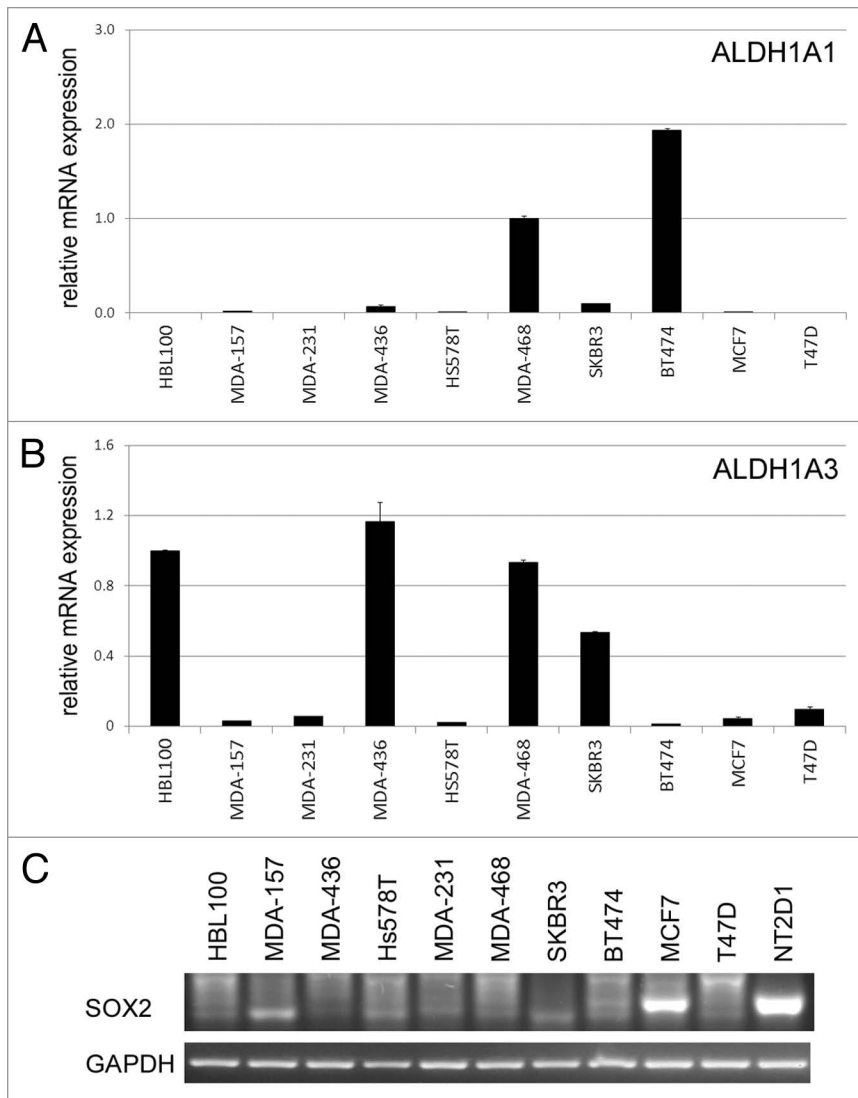 A
ALDH1A1
relative mRNA expression
3.0
2.0
1.0
0.0
HBL100
MDA-157
MDA-231
MDA-436
HS578T
MDA-468
SKBR3
BT474
MCF7
T47D
B
ALDH1A3
relative mRNA expression
1.6
1.2
0.8
0.4
0
HBL100
MDA-157
MDA-231
MDA-436
HS578T
MDA-468
SKBR3
BT474
MCF7
T47D
C
HBL100
MDA-157
MDA-436
Hs578T
MDA-231
MDA-468
SKBR3
BT474
MCF7
T47D
NT2D1
SOX2
GAPDH